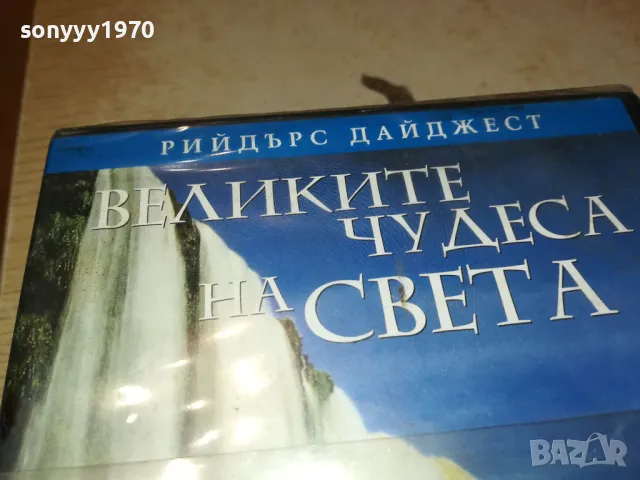 sonyyy1970
РИЙДЪРС ДАЙДЖЕСТ
ВЕЛИКИТЕ
ЧУДЕСА
НА СВЕТА
BAZAR